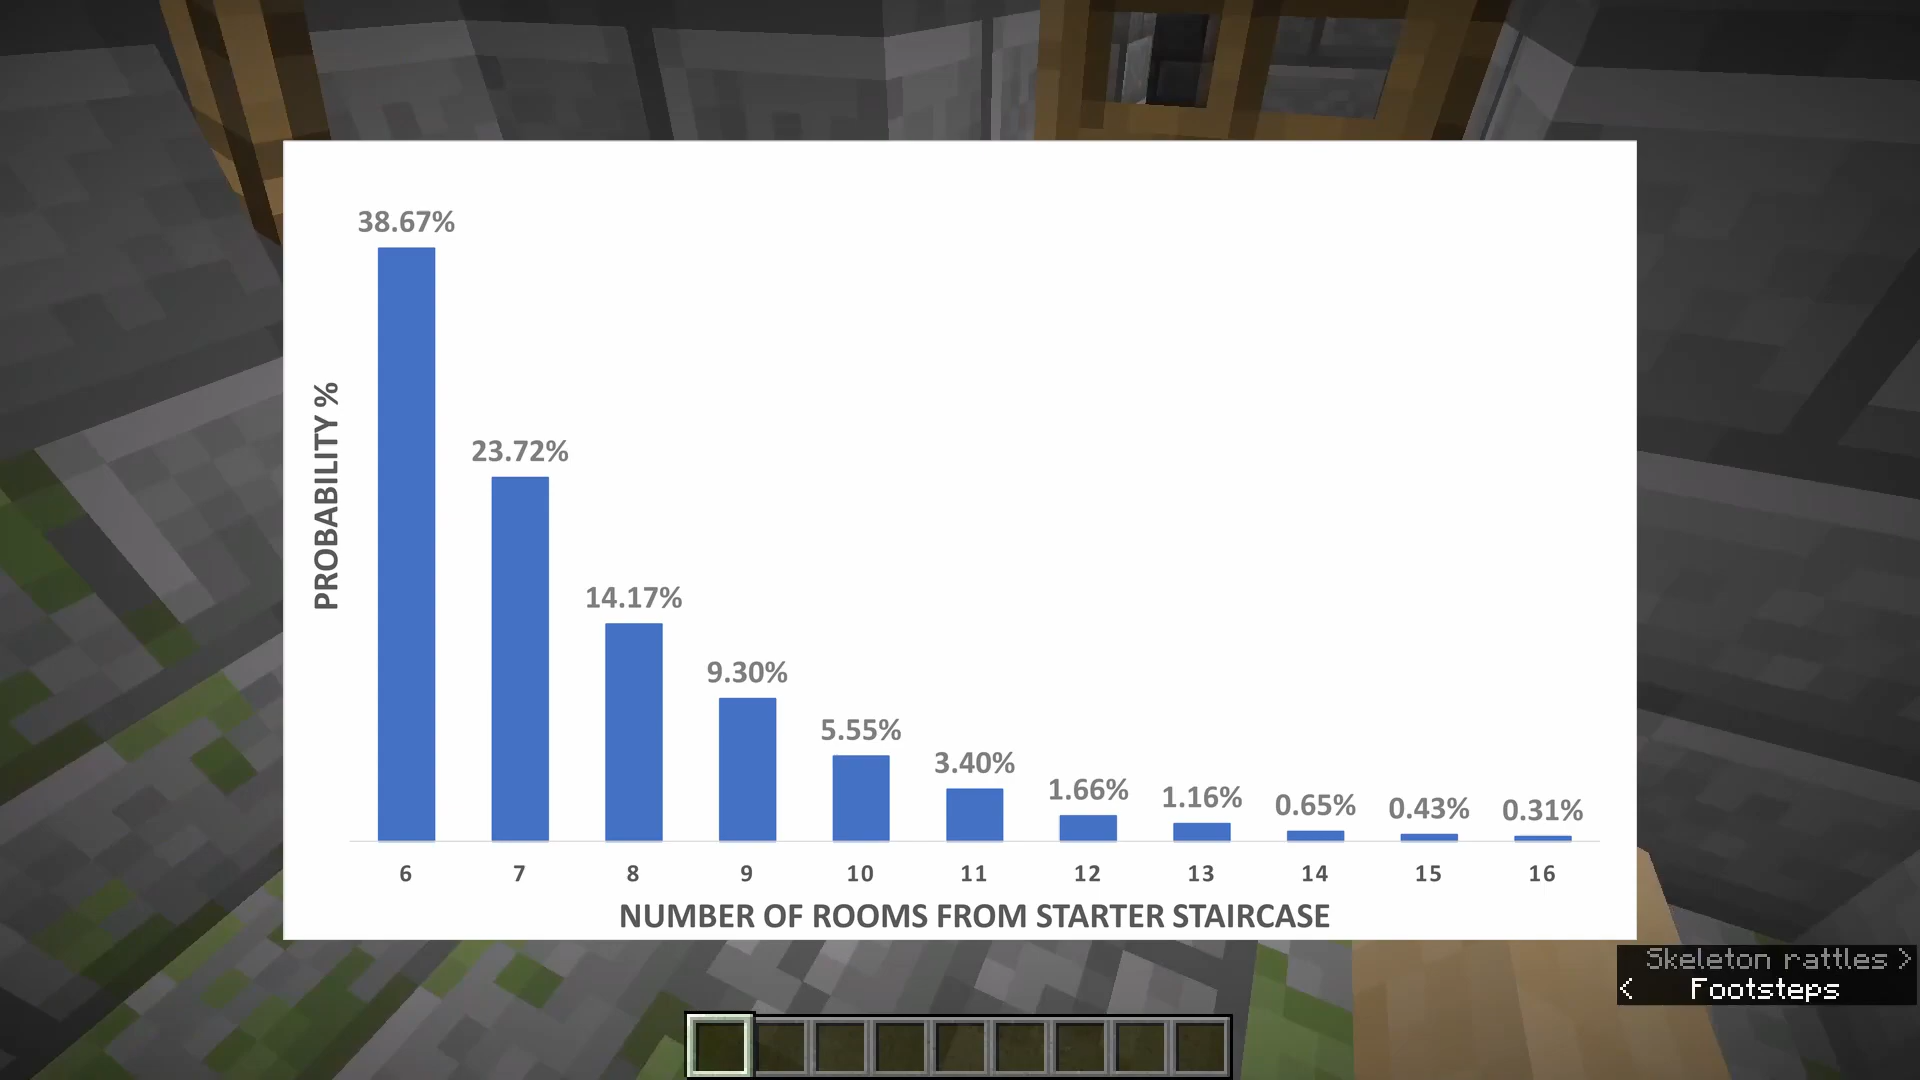 38.67%
23.72%
14.17%
9.30%
5.55%
3.40%
1.66%
1.16%
0.65%
0.43%
0.31%
PROBABILITY %
6 7 8 9 10 11 12 13 14 15 16
NUMBER OF ROOMS FROM STARTER STAIRCASE
Skeleton rattles >
< Footsteps